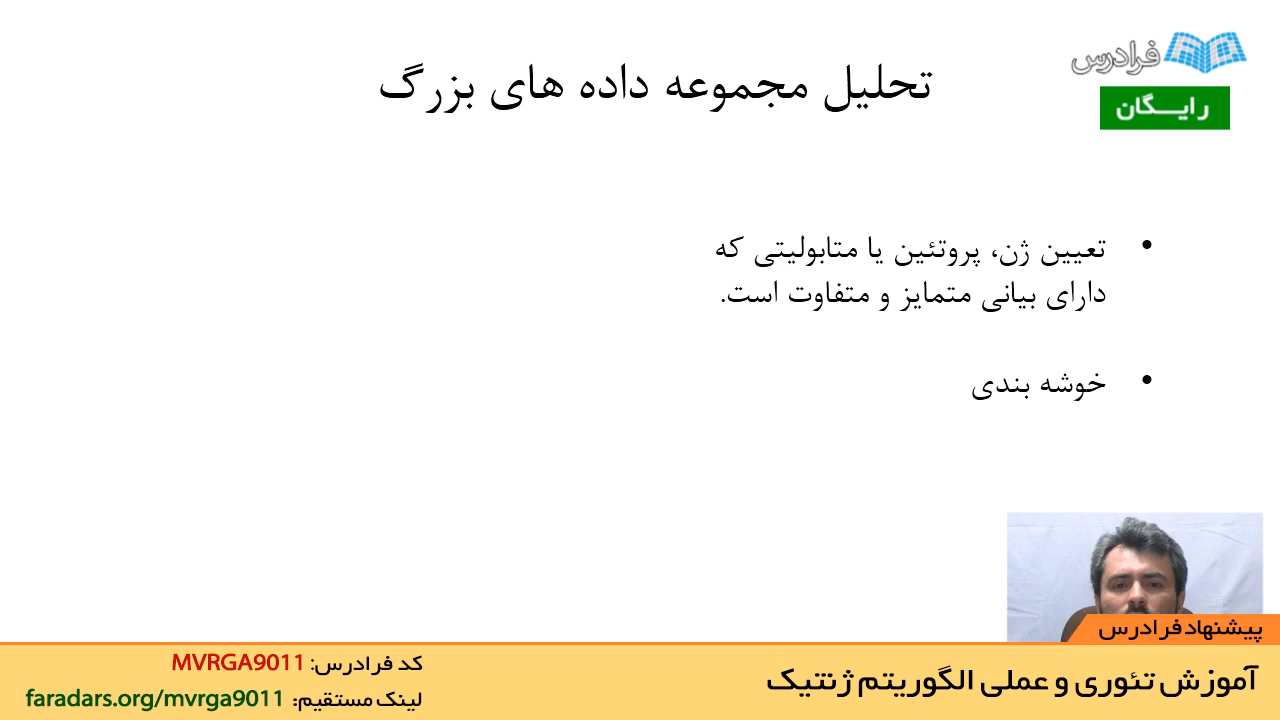 فرادرس
رایــگان
تحلیل مجموعه داده های بزرگ
• تعیین ژن، پروتئین یا متابولیتی که
دارای بیانی متمایز و متفاوت است.
• خوشه بندی
پیشنهاد فرادرس
آموزش تئوری و عملی الگوریتم ژنتیک
کد فرادرس: MVRGA9011
لینک مستقیم: faradars.org/mvrga9011